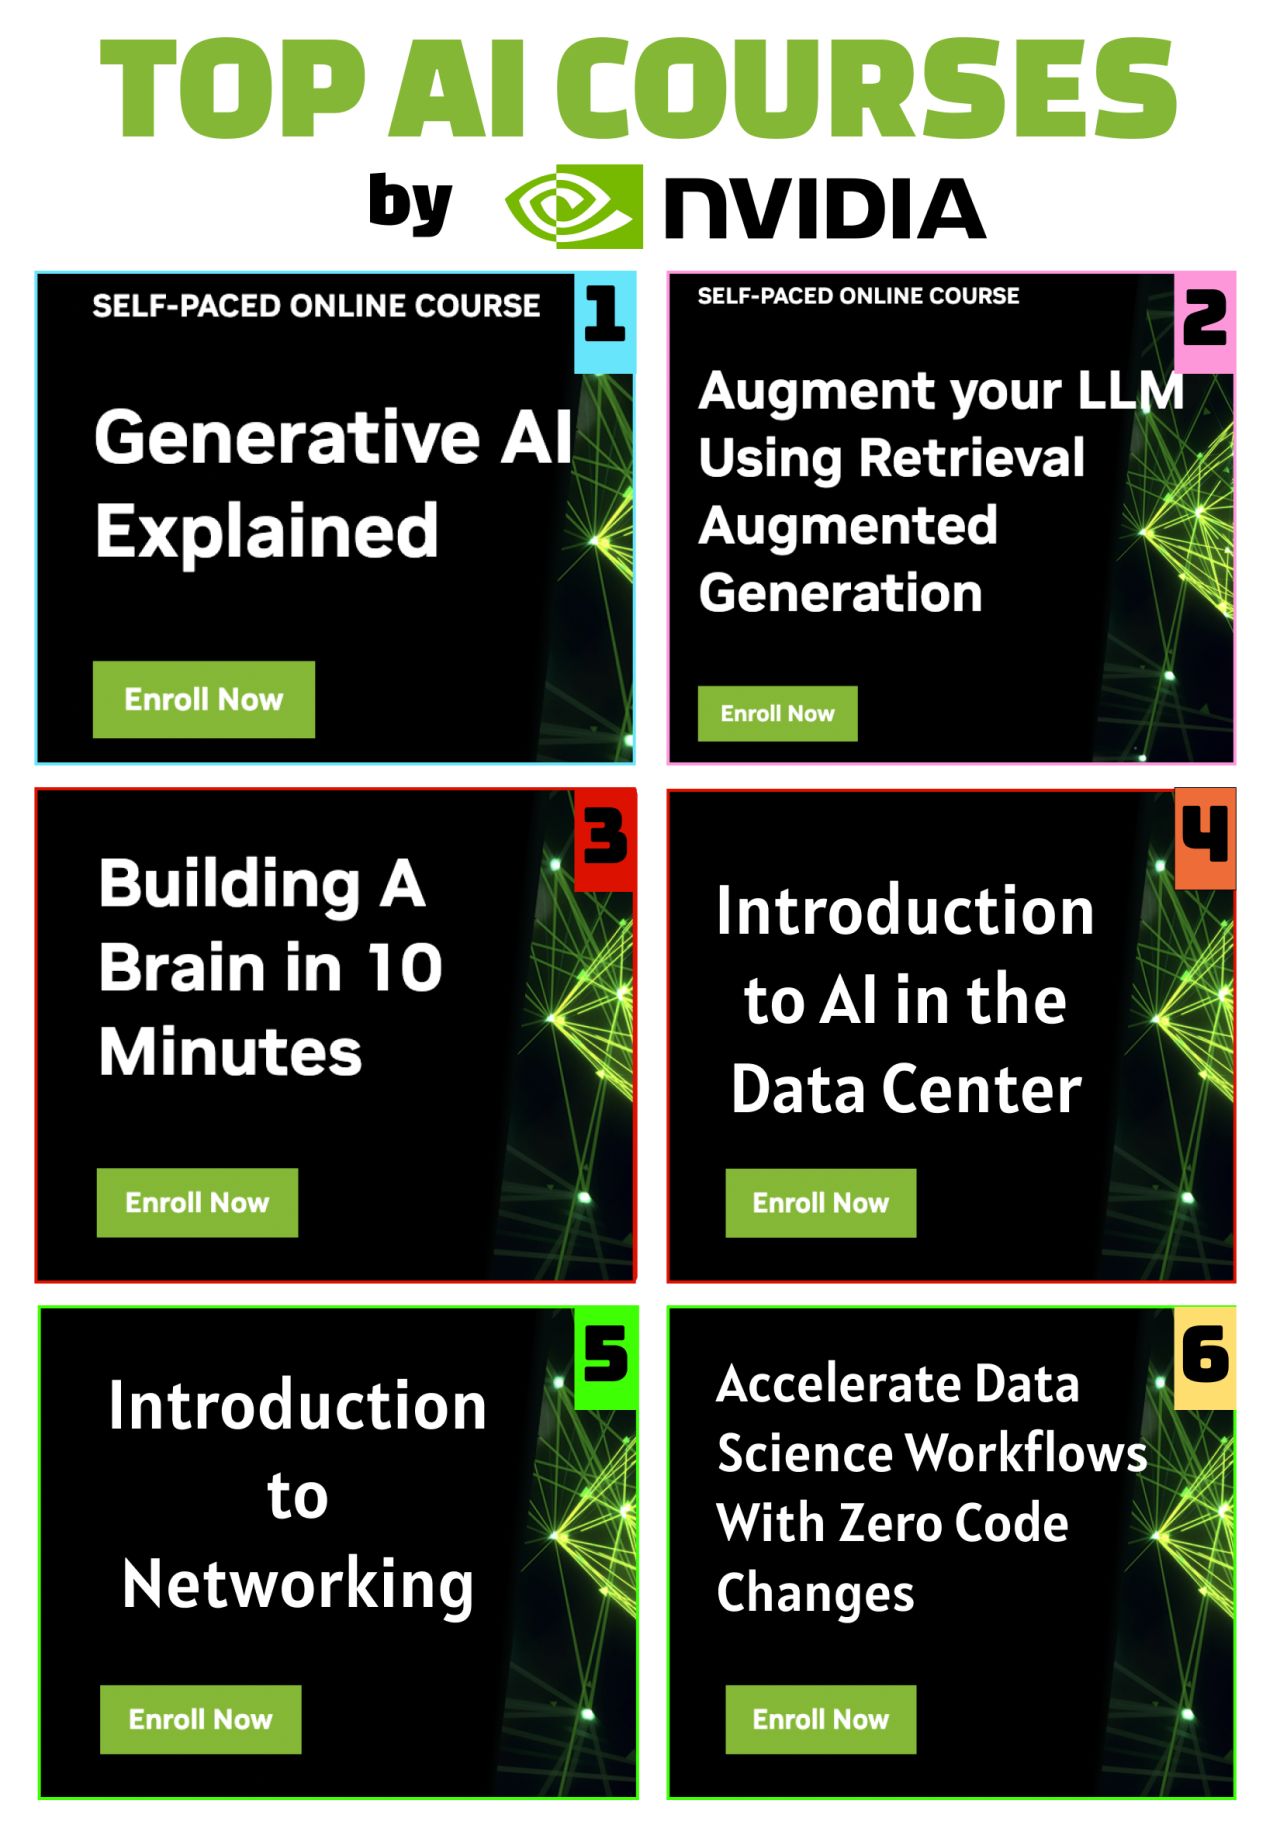 TOP AI COURSES
by NVIDIA
1
SELF-PACED ONLINE COURSE
Generative AI
Explained
Enroll Now
2
SELF-PACED ONLINE COURSE
Augment your LLM
Using Retrieval
Augmented
Generation
Enroll Now
3
Building A
Brain in 10
Minutes
Enroll Now
4
Introduction
to AI in the
Data Center
Enroll Now
5
Introduction
to
Networking
Enroll Now
6
Accelerate Data
Science Workflows
With Zero Code
Changes
Enroll Now